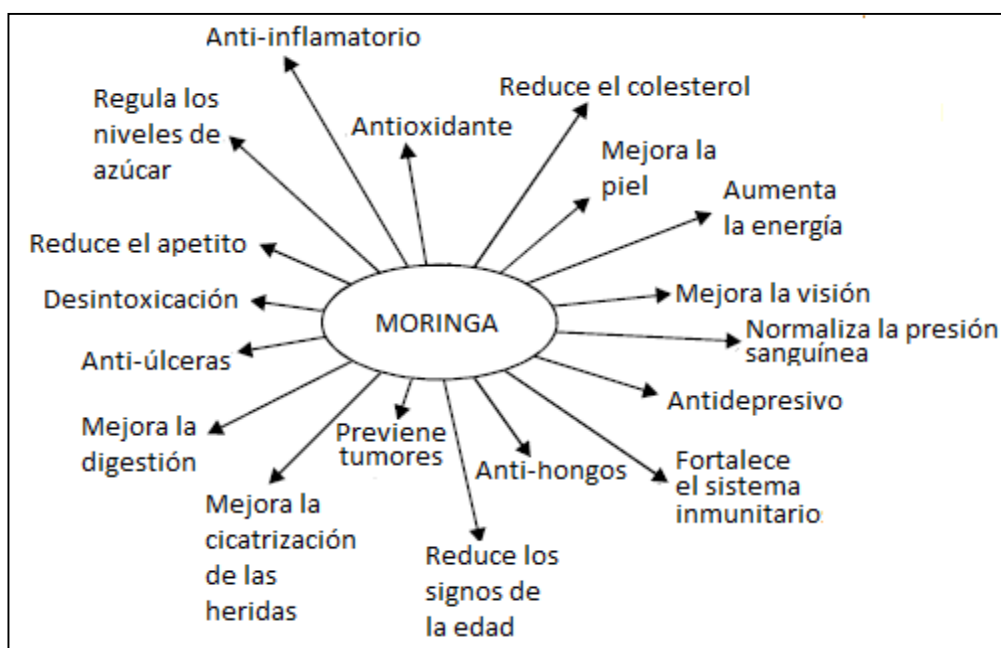 Anti-inflamatorio
Reduce el colesterol
Regula los
niveles de
azúcar
Antioxidante
Mejora la
piel
Aumenta
la energía
Reduce el apetito
Desintoxicación
Mejora la visión
MORINGA
Normaliza la presión
sanguínea
Anti-úlceras
Antidepresivo
Mejora la
digestión
Previene
tumores
Anti-hongos
Fortalece
el sistema
inmunitario
Mejora la
cicatrización
de las
heridas
Reduce los
signos de
la edad